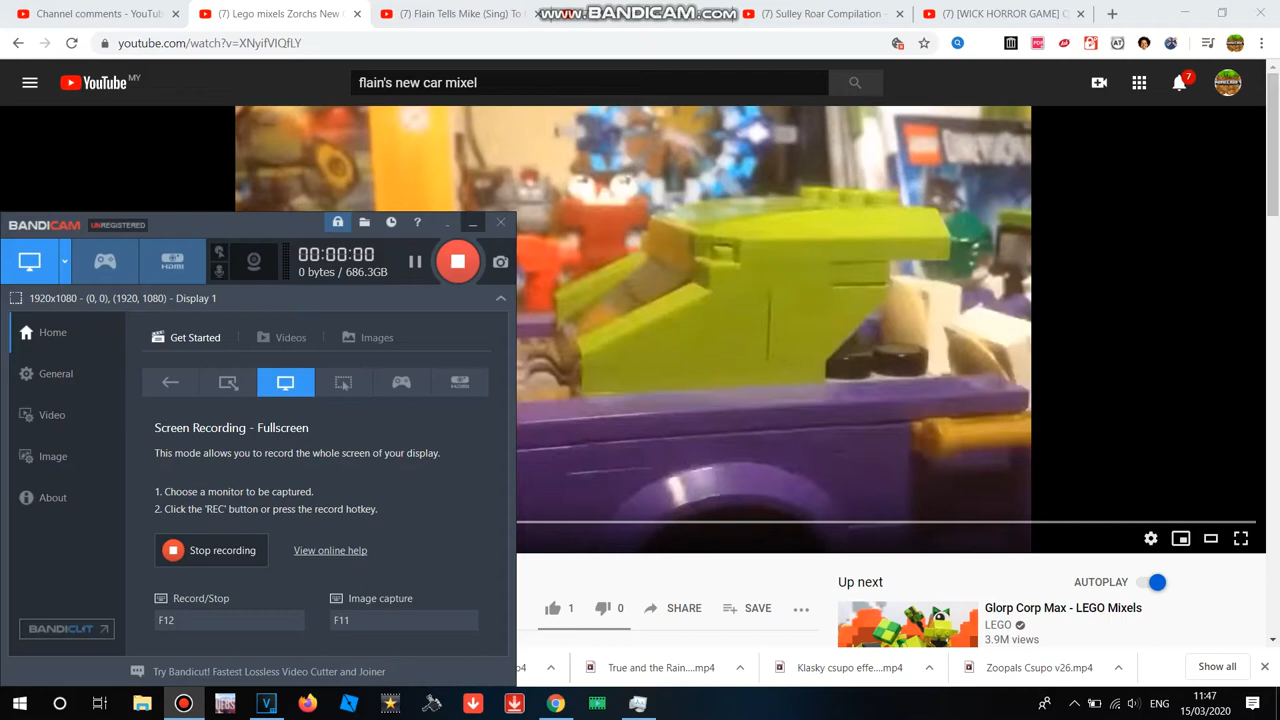 (7) Channel comments - YouTu
(7) Lego mixels Zorchs New C
(7) Flain Tells Mike (Sing) To
www.BANDICAM.com
(7) Sulley Roar Compilation -
(7) [WICK HORROR GAME] C
youtube.com/watch?v=XNyifVIQfLY
YouTube MY
flain's new car mixel
7
BANDICAM UNREGISTERED
HDMI
00:00:00
0 bytes / 686.3GB
1920x1080 - (0, 0), (1920, 1080) - Display 1
Home
General
Video
Image
About
Get Started
Videos
Images
Screen Recording - Fullscreen
This mode allows you to record the whole screen of your display.
1. Choose a monitor to be captured.
2. Click the 'REC' button or press the record hotkey.
Stop recording
View online help
Record/Stop
F12
Image capture
F11
BANDICUT
Try Bandicut! Fastest Lossless Video Cutter and Joiner
1
0
SHARE
SAVE
Up next
AUTOPLAY
Glorp Corp Max - LEGO Mixels
LEGO
3.9M views
p4
True and the Rain....mp4
Klasky csupo effe....mp4
Zoopals Csupo v26.mp4
Show all
ENG
11:47
15/03/2020